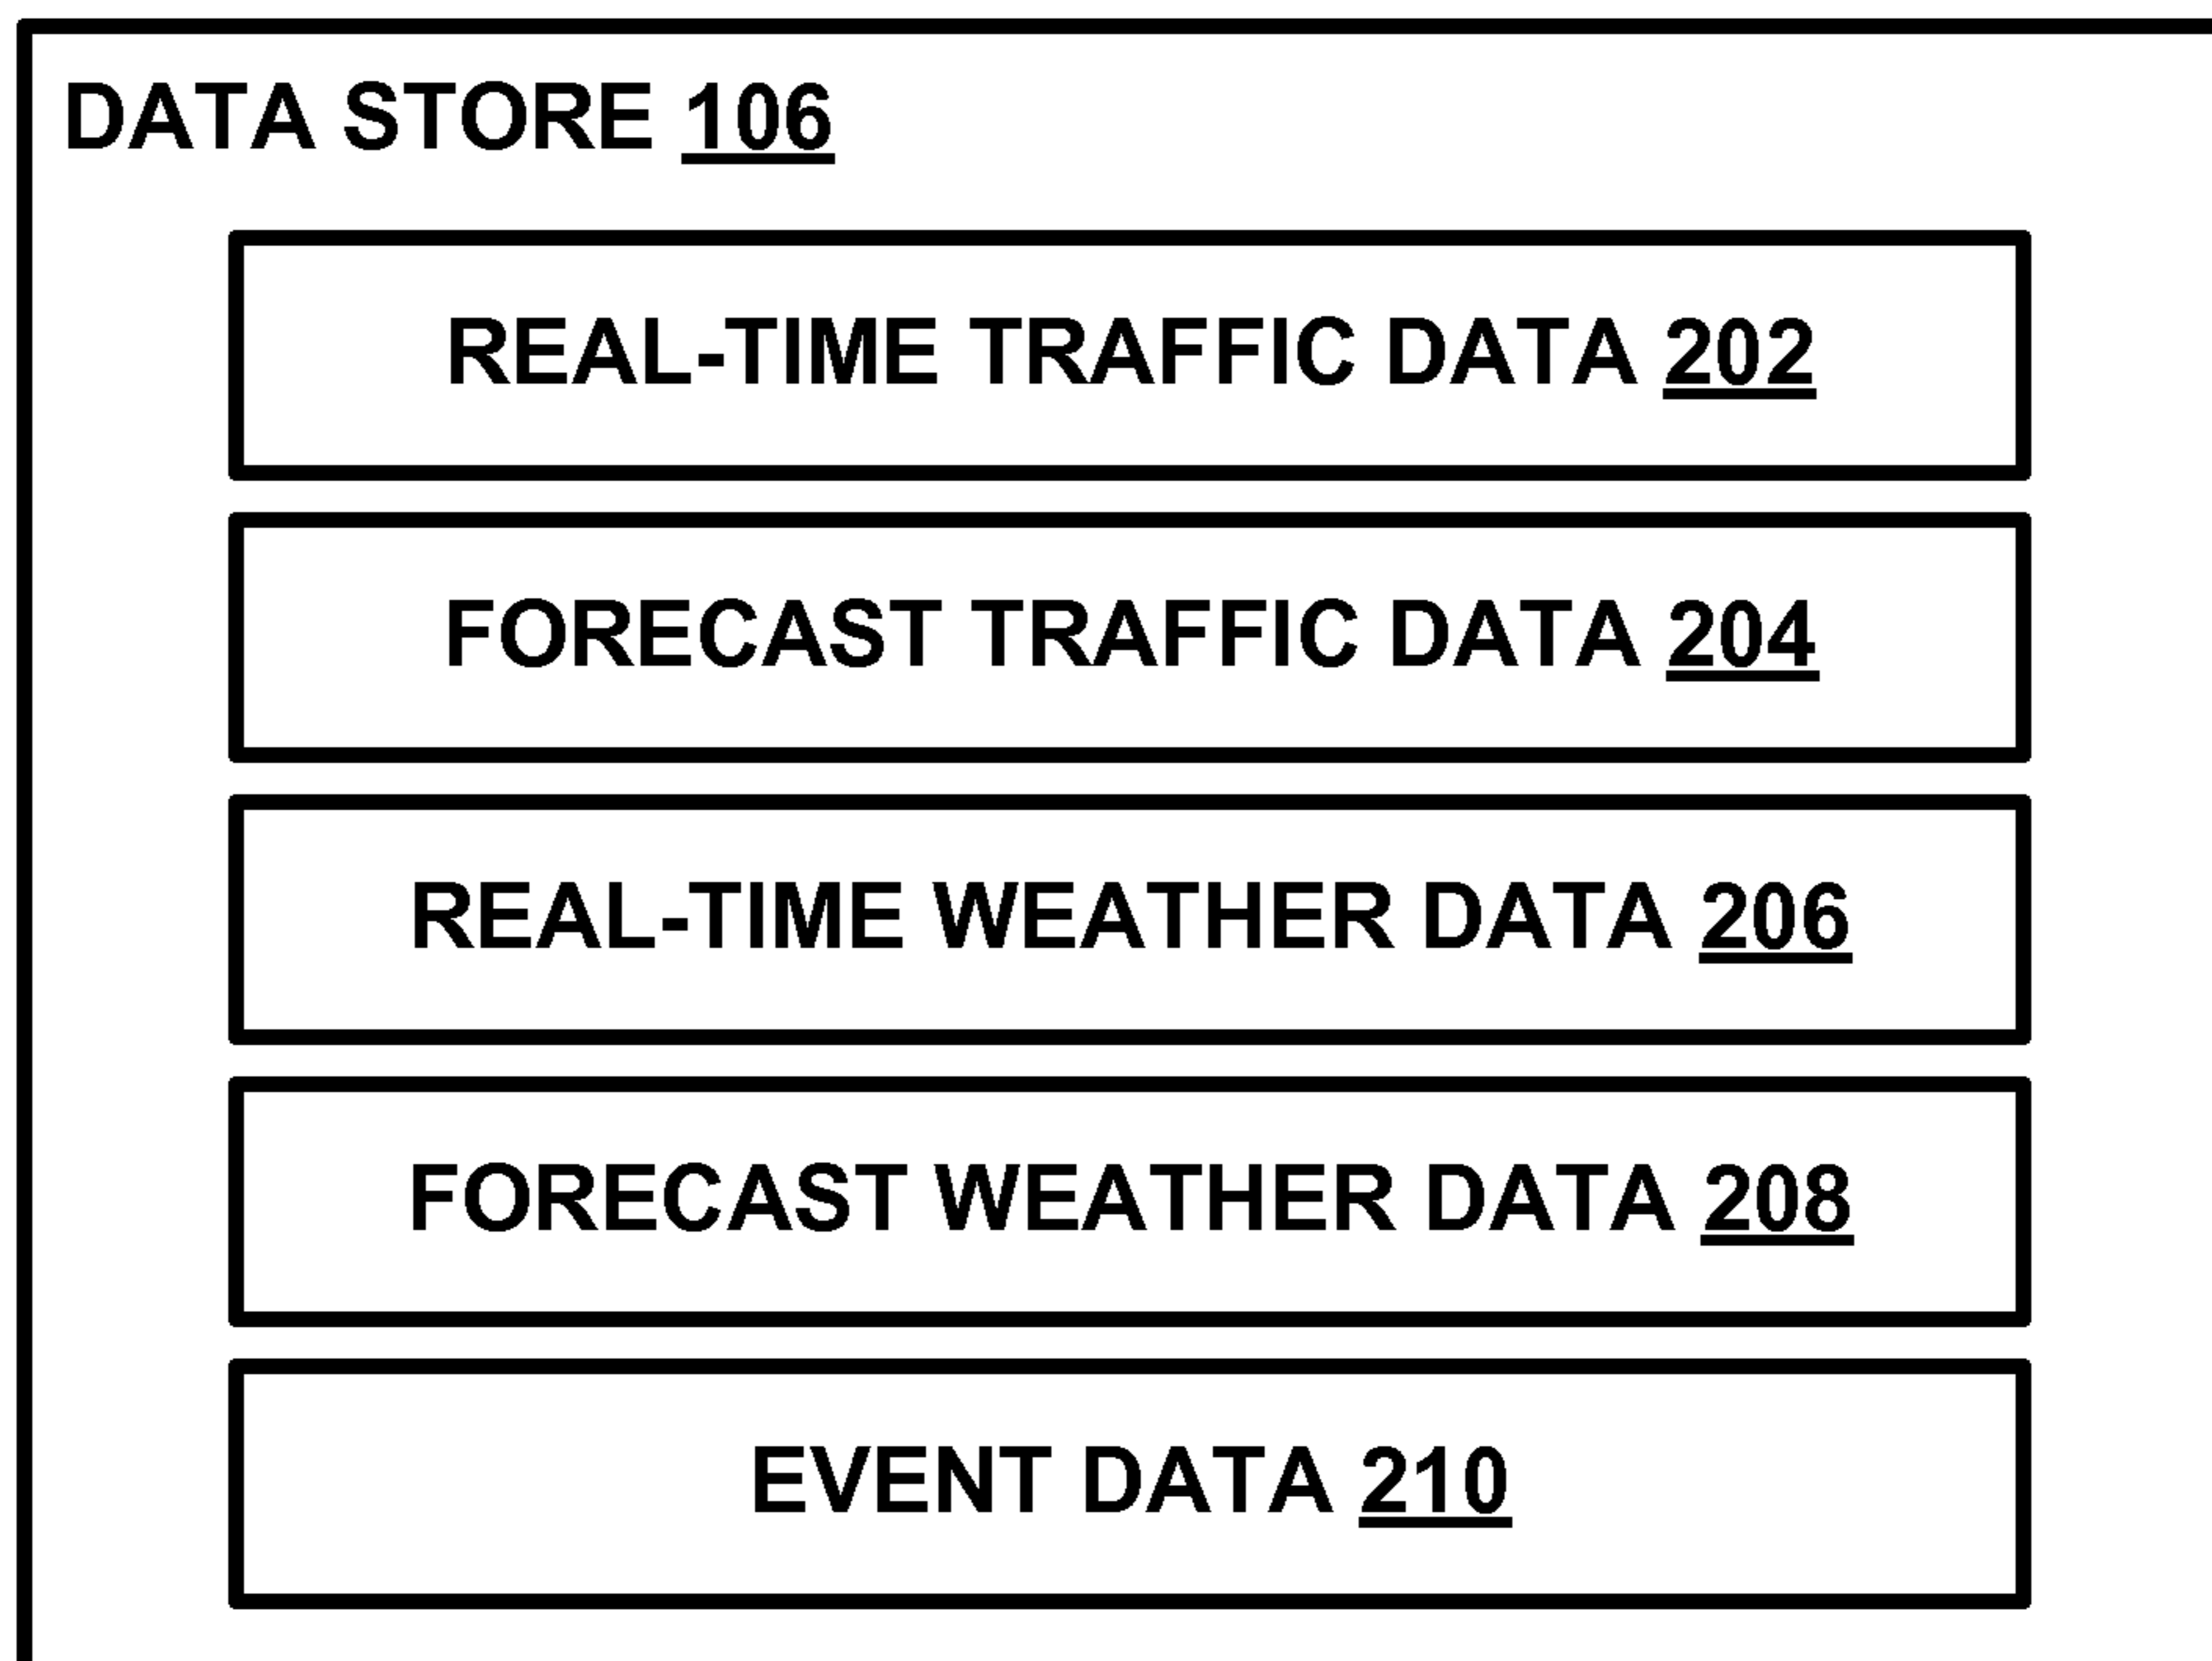 DATA STORE 106
REAL-TIME TRAFFIC DATA 202
FORECAST TRAFFIC DATA 204
REAL-TIME WEATHER DATA 206
FORECAST WEATHER DATA 208
EVENT DATA 210